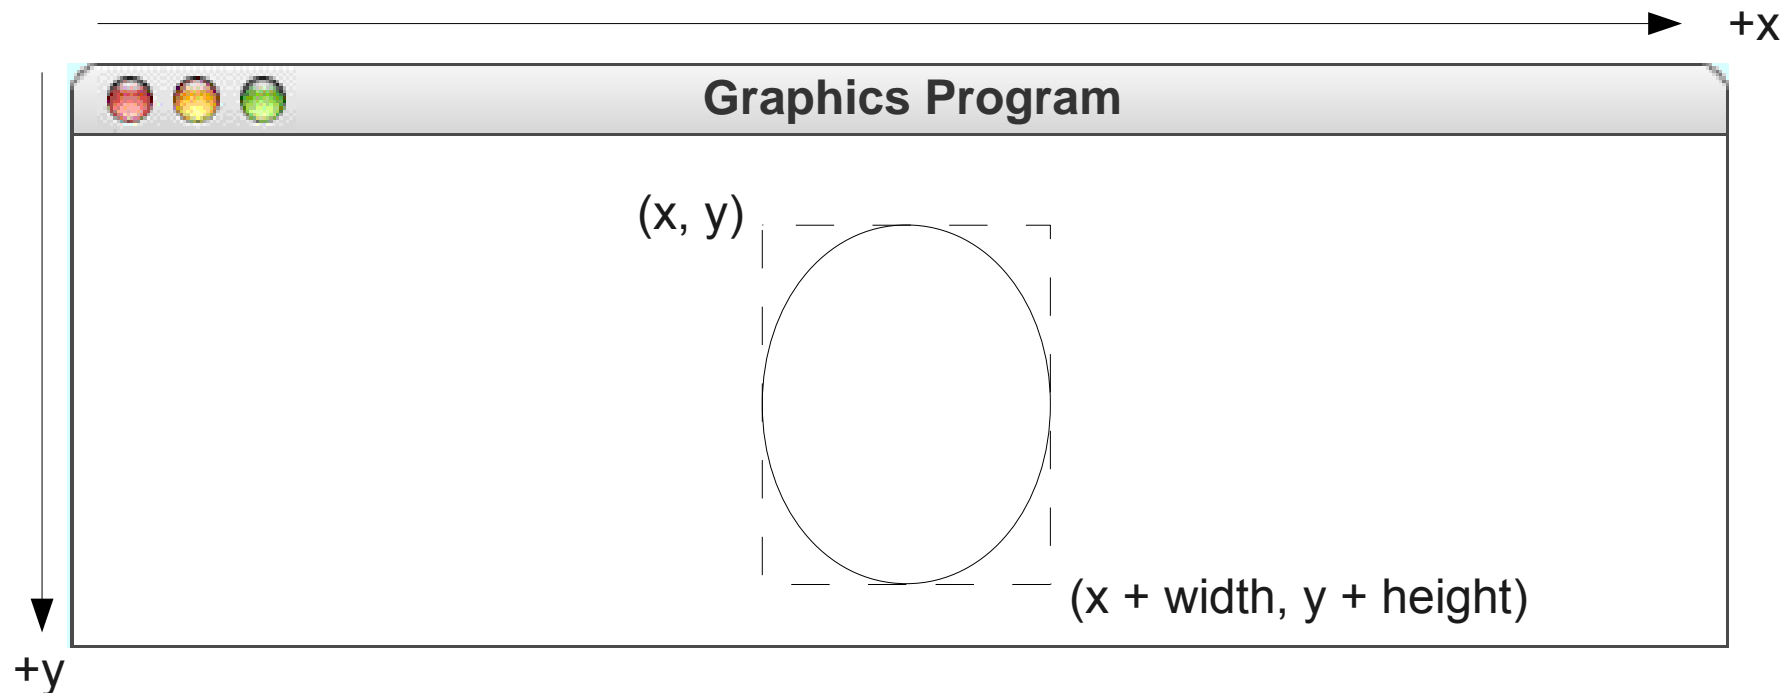 +x
Graphics Program
(x, y)
(x + width, y + height)
+y